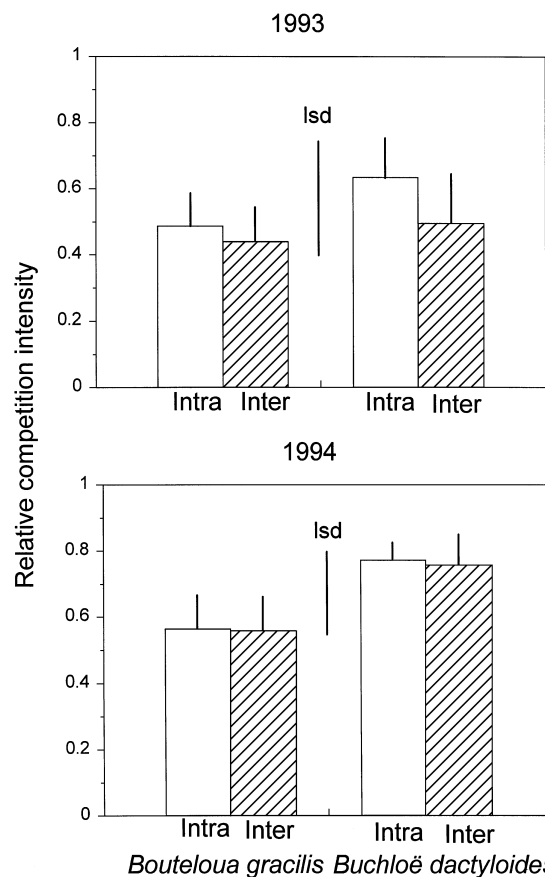 1993
1
0.8
0.6
0.4
0.2
0
lsd
Intra Inter Intra Inter
Relative competition intensity
1994
1
0.8
0.6
0.4
0.2
0
lsd
Intra Inter Intra Inter
Bouteloua gracilis Buchloë dactyloides